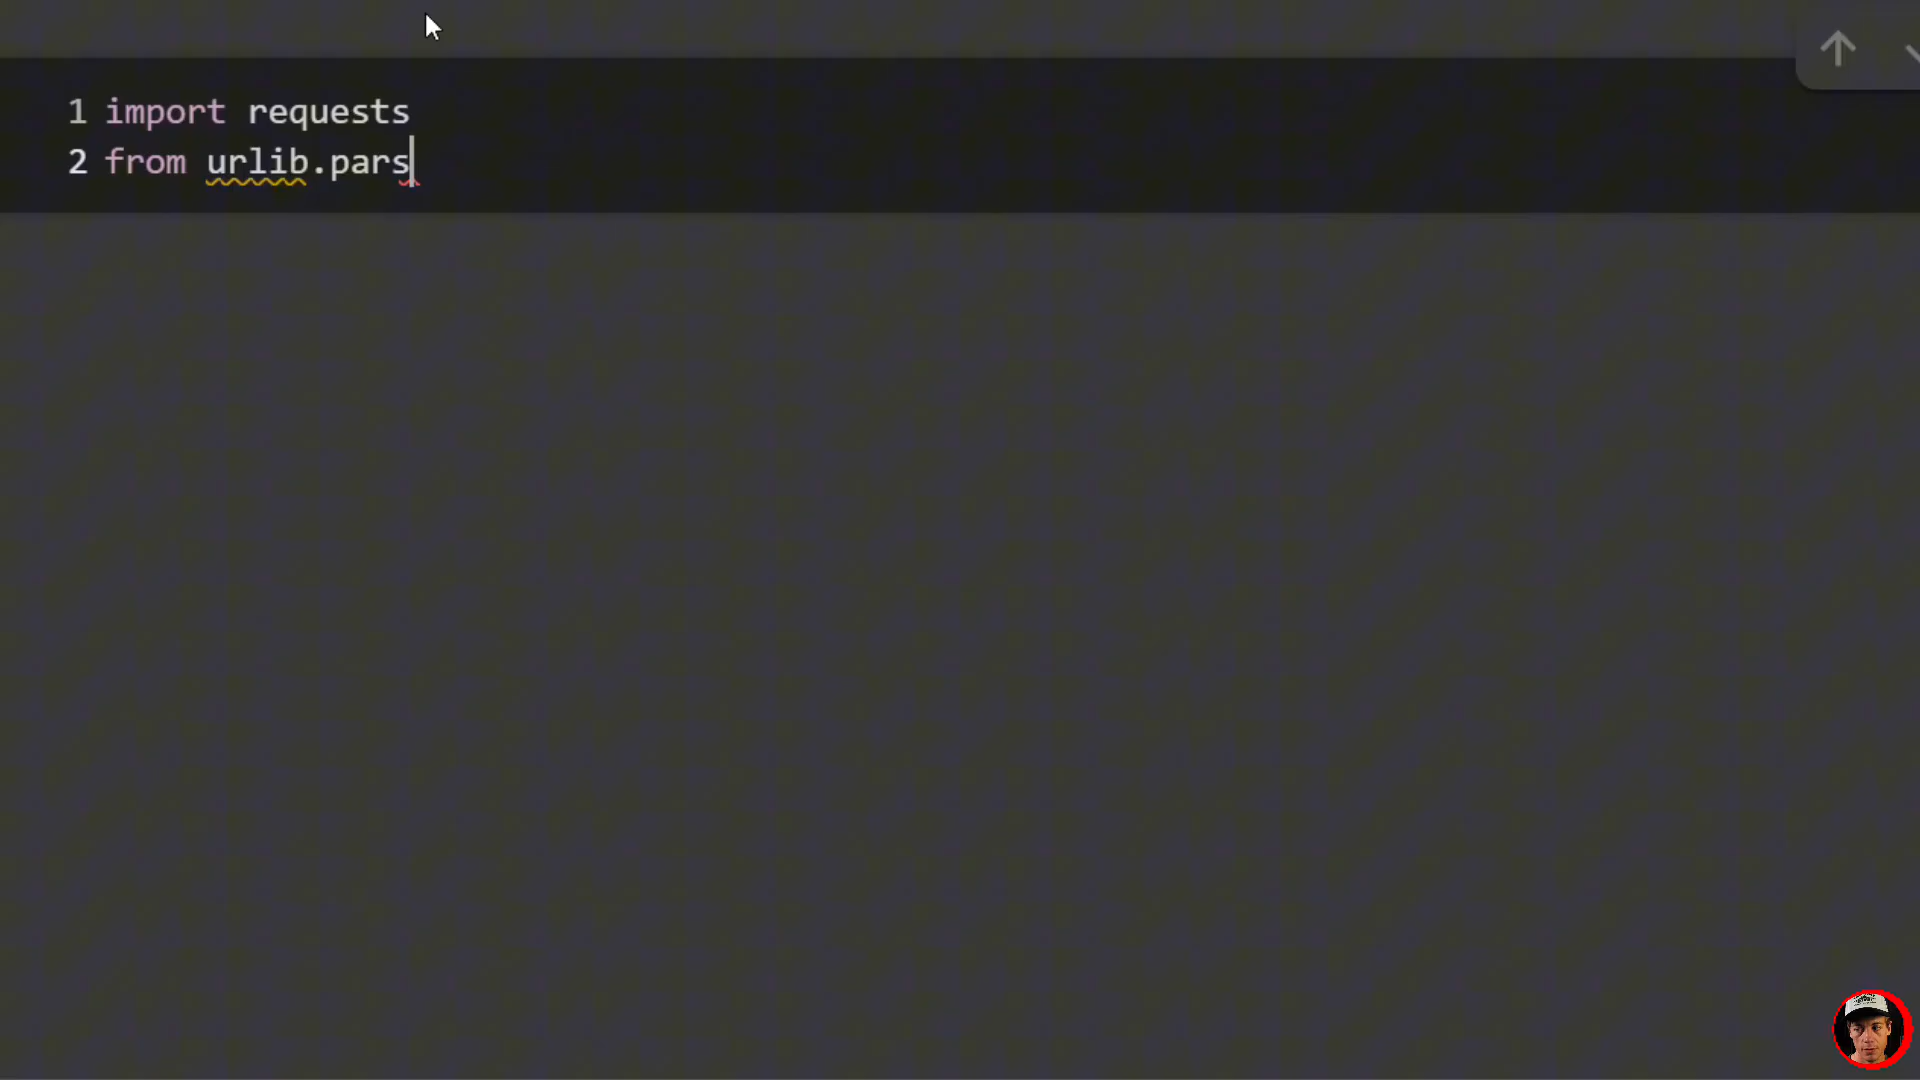 1 import requests
2 from urlib.pars